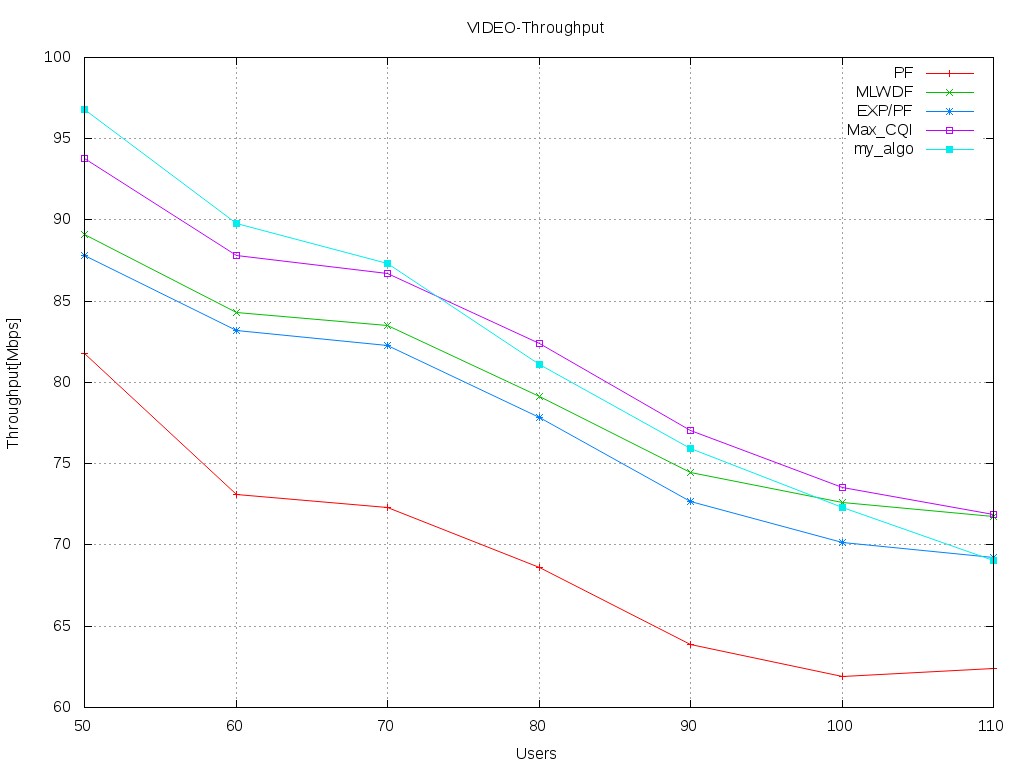 VIDEO-Throughput
100
95
90
85
80
75
70
65
60
Throughput[Mbps]
PF
MLWDF
EXP/PF
Max_CQI
my_algo
50 60 70 80 90 100 110
Users